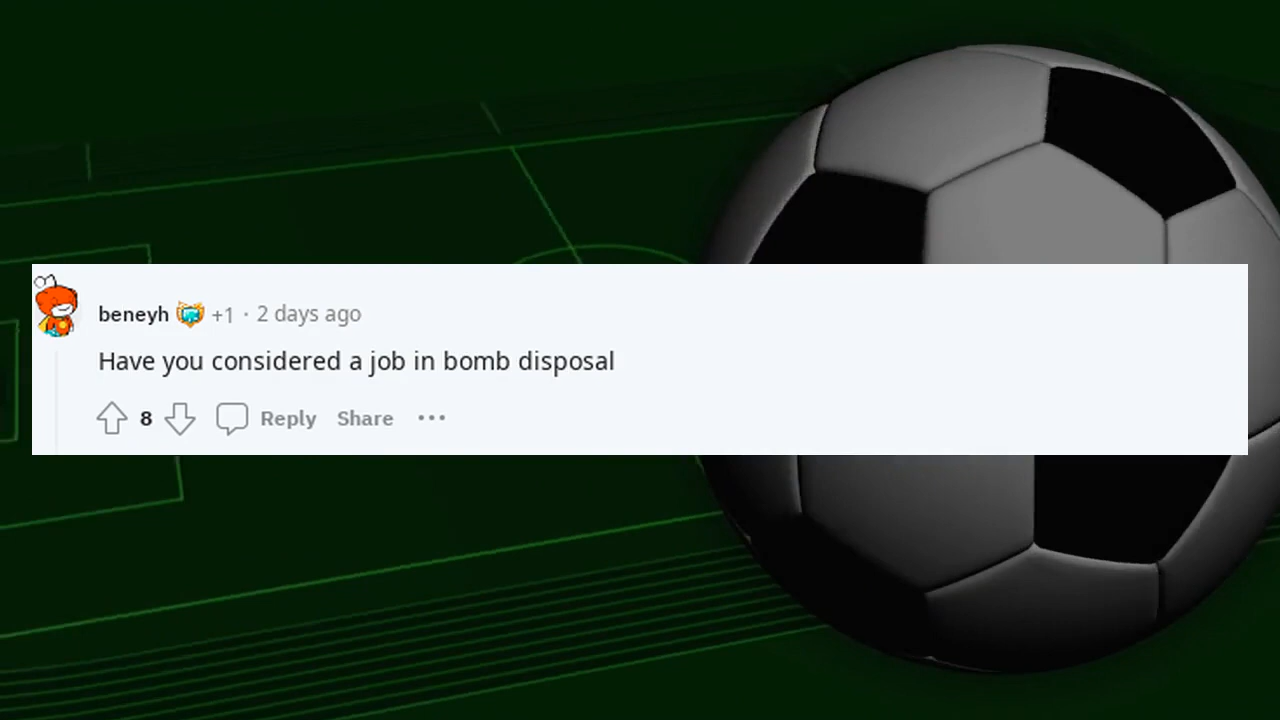 beneyh +1 · 2 days ago
Have you considered a job in bomb disposal
8 Reply Share ···